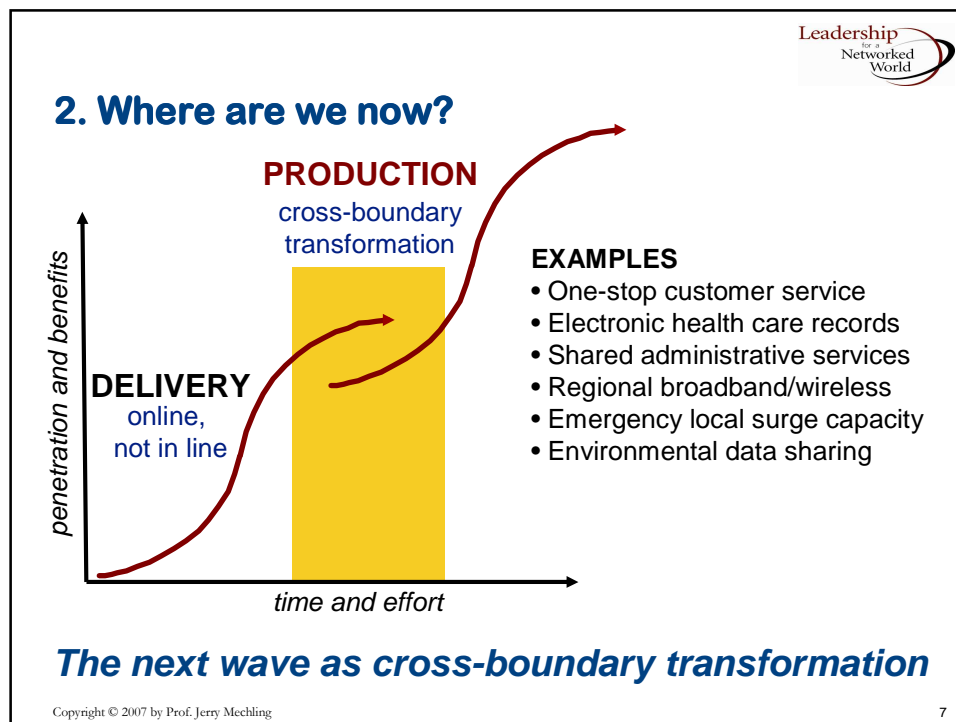 Leadership
for a
Networked
World
2. Where are we now?
PRODUCTION
cross-boundary
transformation
penetration and benefits
DELIVERY
online,
not in line
EXAMPLES
• One-stop customer service
• Electronic health care records
• Shared administrative services
• Regional broadband/wireless
• Emergency local surge capacity
• Environmental data sharing
time and effort
The next wave as cross-boundary transformation
Copyright © 2007 by Prof. Jerry Mechling
7